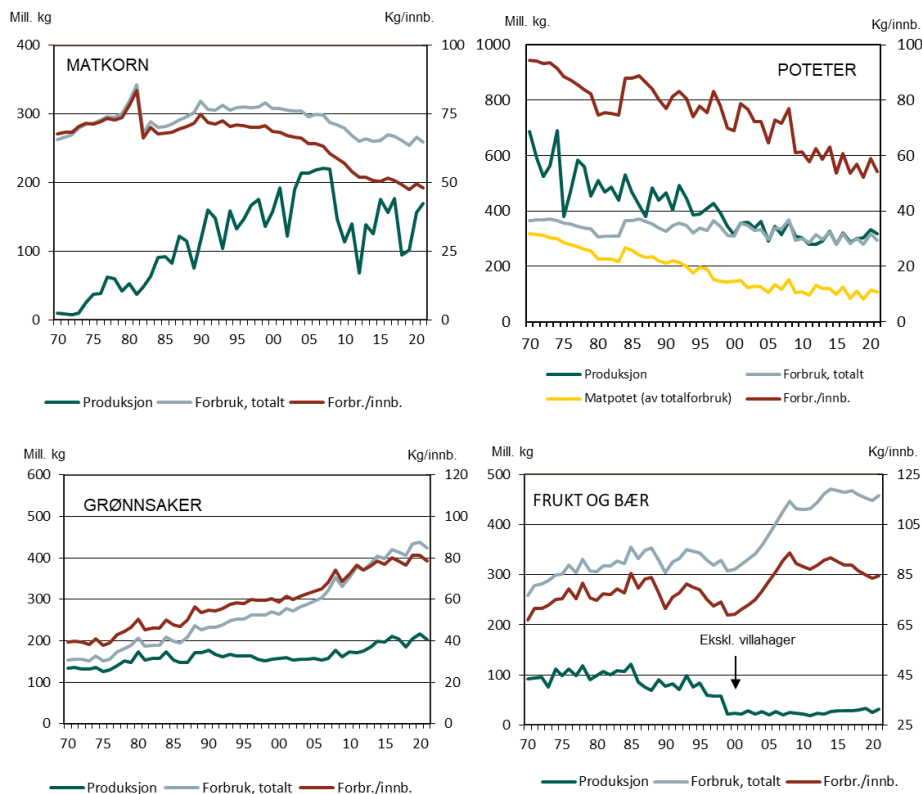 Mill. kg
Kg/innb.
MATKORN
400
300
200
100
0
100
75
50
25
0
70 75 80 85 90 95 00 05 10 15 20
Produksjon Forbruk, totalt Forbr./innb.
Mill. kg.
Kg/innb.
POTETER
1000
800
600
400
200
0
100
80
60
40
20
0
70 75 80 85 90 95 00 05 10 15 20
Produksjon Forbruk, totalt
Matpotet (av totalforbruk) Forbr./innb.
Mill. kg
Kg/innb.
GRØNNSAKER
600
500
400
300
200
100
0
120
100
80
60
40
20
0
70 75 80 85 90 95 00 05 10 15 20
Produksjon Forbruk, totalt Forbr./innb.
Mill. kg
Kg/innb.
FRUKT OG BÆR
500
400
300
200
100
0
125
105
85
65
45
25
Ekskl. villahager
70 75 80 85 90 95 00 05 10 15 20
Produksjon Forbruk, totalt Forbr./innb.